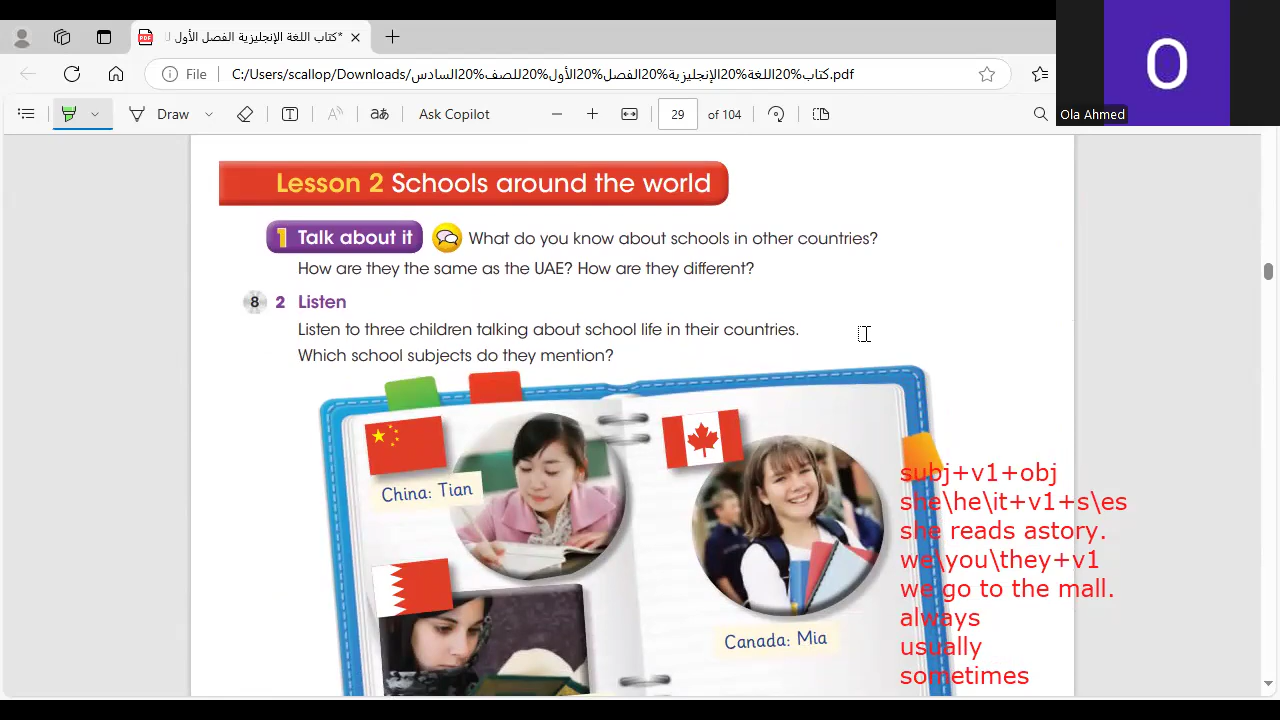 *كتاب اللغة الإنجليزية الفصل الأول ل
File
C:/Users/scallop/Downloads/كتاب%20اللغة%20الإنجليزية%20الفصل%20الأول%20للصف%20السادس.pdf
Draw
Ask Copilot
29
of 104
O
Ola Ahmed
Lesson 2 Schools around the world
1 Talk about it What do you know about schools in other countries?
How are they the same as the UAE? How are they different?
8 2 Listen
Listen to three children talking about school life in their countries.
Which school subjects do they mention?
China: Tian
Canada: Mia
subj+v1+obj
she\he\it+v1+s\es
she reads astory.
we\you\they+v1
we go to the mall.
always
usually
sometimes